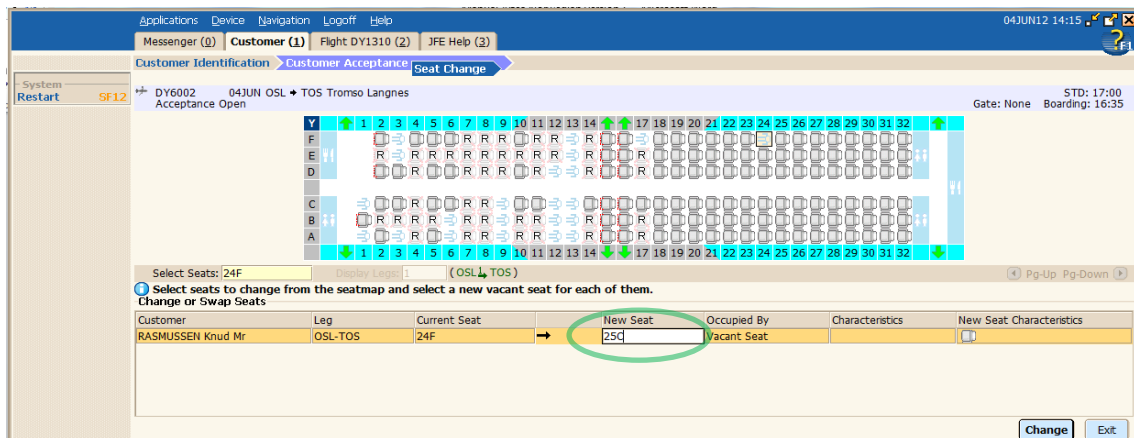 Applications Device Navigation Logoff Help 04JUN12 14:15
Messenger (0) Customer (1) Flight DY1310 (2) JFE Help (3)
?F1
Customer Identification Customer Acceptance Seat Change
System
Restart SF12
DY6002 04JUN OSL → TOS Tromso Langnes STD: 17:00
Acceptance Open Gate: None Boarding: 16:35
Y 1 2 3 4 5 6 7 8 9 10 11 12 13 14 17 18 19 20 21 22 23 24 25 26 27 28 29 30 31 32
F R R R R R R
E R R R R R R R R R R
D R R R R R R
C R R R R R
B R R R R R R R R R
A R R R R R R
1 2 3 4 5 6 7 8 9 10 11 12 13 14 17 18 19 20 21 22 23 24 25 26 27 28 29 30 31 32
Select Seats: 24F Display Legs: 1 (OSL TOS) Pg-Up Pg-Down
Select seats to change from the seatmap and select a new vacant seat for each of them.
Change or Swap Seats
Customer Leg Current Seat New Seat Occupied By Characteristics New Seat Characteristics
RASMUSSEN Knud Mr OSL-TOS 24F → 25C Vacant Seat
Change Exit